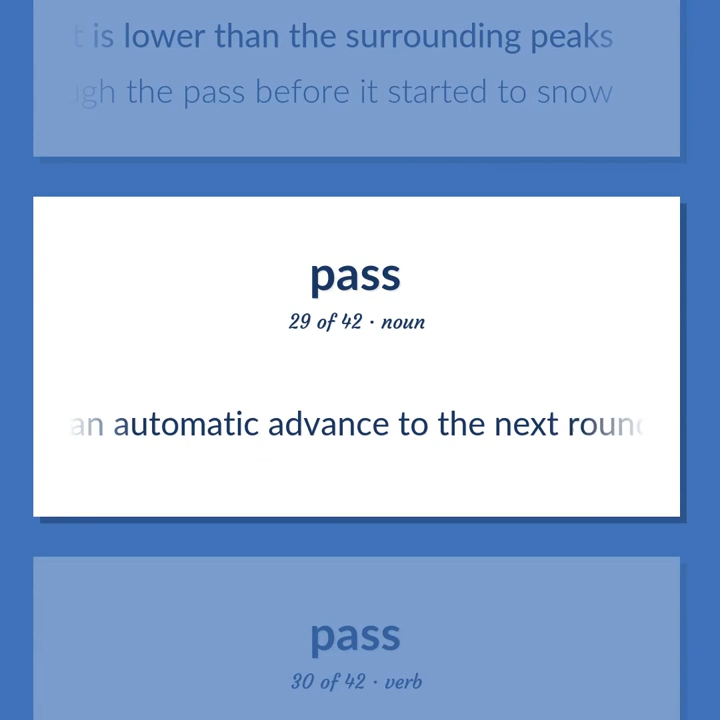 is lower than the surrounding peaks
the pass before it started to snow
pass
29 of 42 · noun
an automatic advance to the next round
pass
30 of 42 · verb